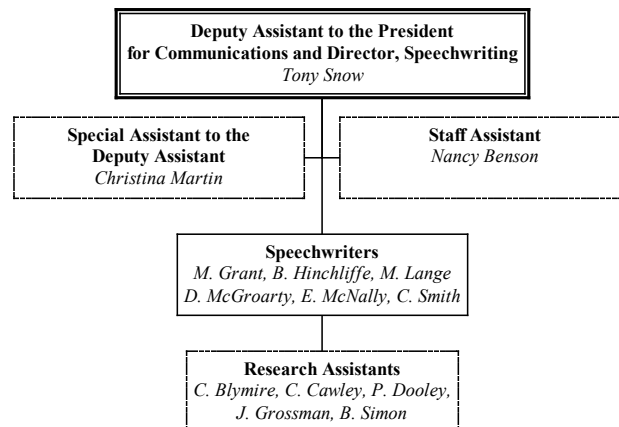 Deputy Assistant to the President
for Communications and Director, Speechwriting
Tony Snow
Special Assistant to the
Deputy Assistant
Christina Martin
Staff Assistant
Nancy Benson
Speechwriters
M. Grant, B. Hinchliffe, M. Lange
D. McGroarty, E. McNally, C. Smith
Research Assistants
C. Blymire, C. Cawley, P. Dooley,
J. Grossman, B. Simon